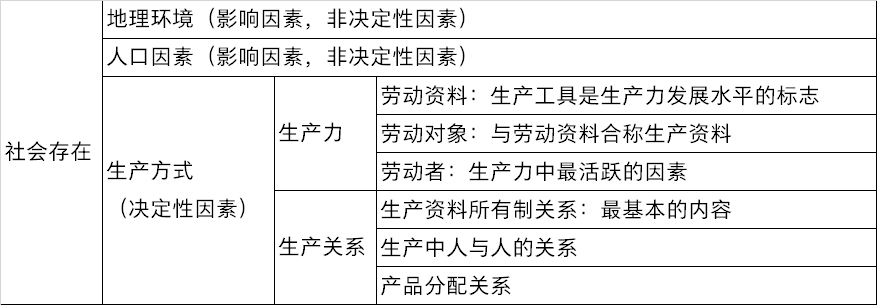 地理环境（影响因素，非决定性因素）
人口因素（影响因素，非决定性因素）
社会存在
生产方式
（决定性因素）
生产力
劳动资料：生产工具是生产力发展水平的标志
劳动对象：与劳动资料合称生产资料
劳动者：生产力中最活跃的因素
生产关系
生产资料所有制关系：最基本的内容
生产中人与人的关系
产品分配关系